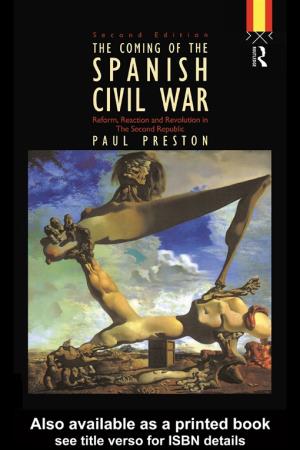 Second Edition
THE COMING OF THE
SPANISH
CIVIL WAR
Reform, Reaction and Revolution in
The Second Republic
PAUL PRESTON
ROUTLEDGE
Also available as a printed book
see title verso for ISBN details